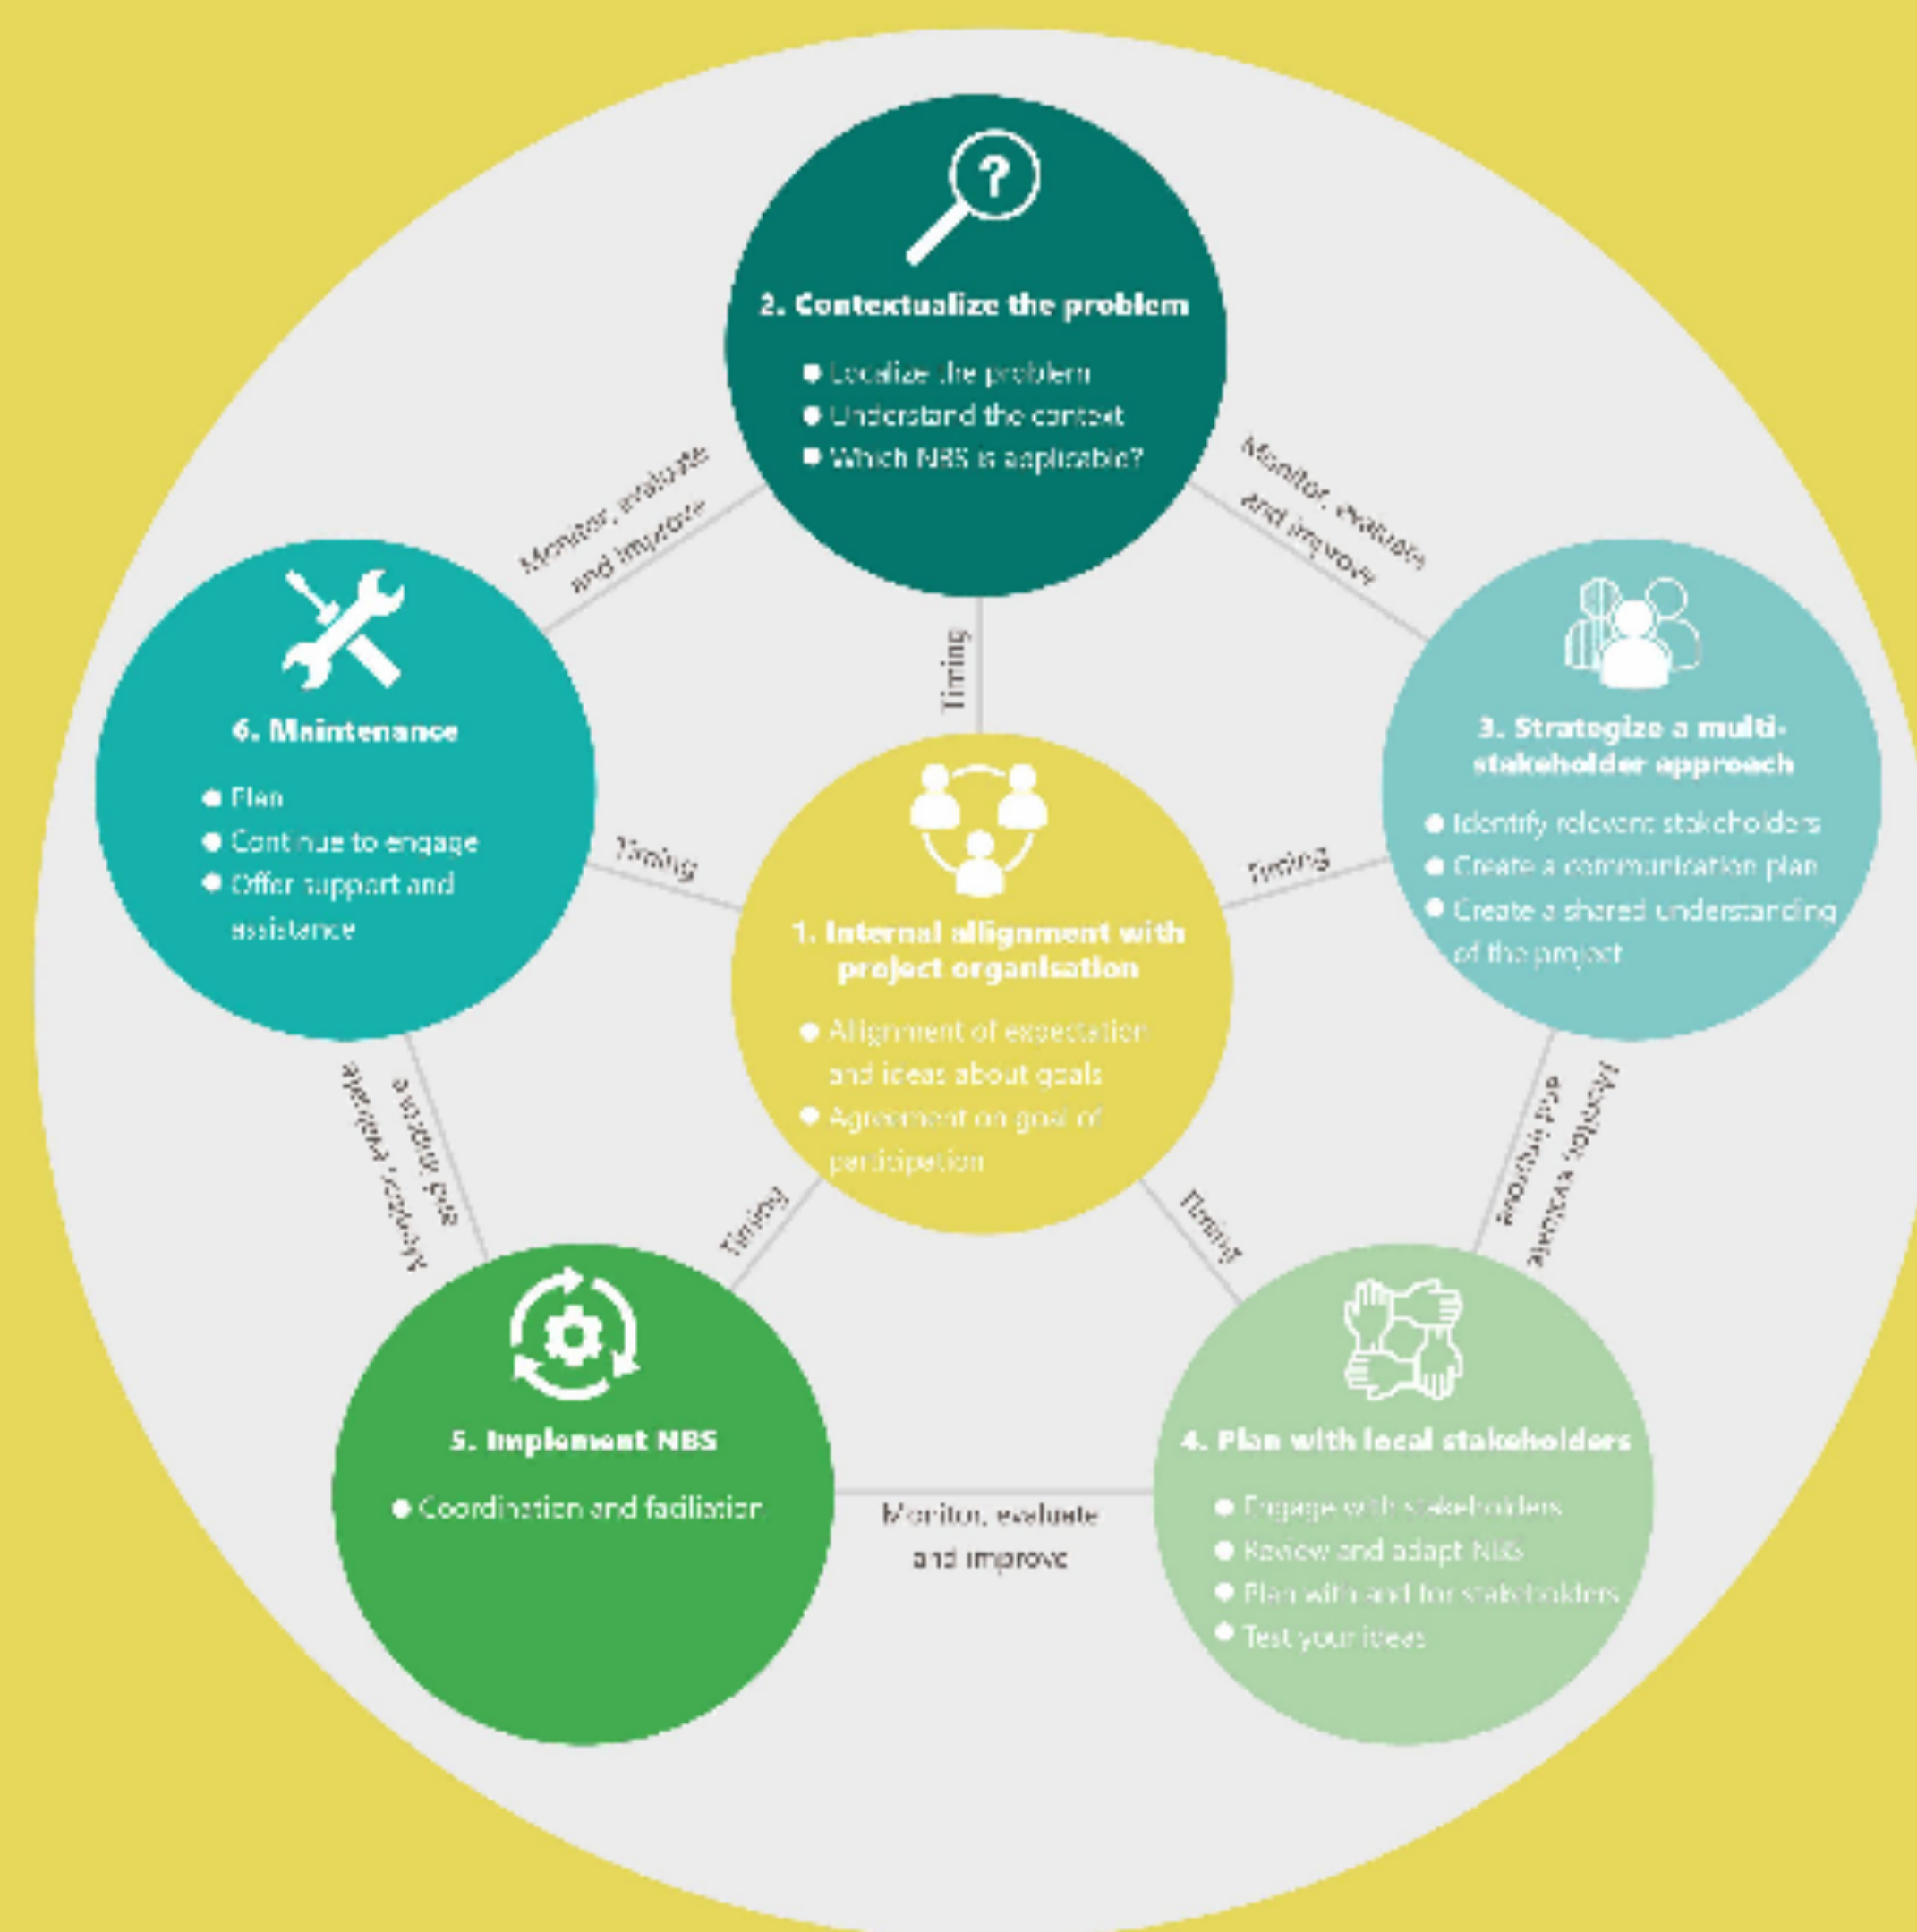 ?
2. Contextualize the problem
● Localize the problem
● Understand the context
● Which NBS is applicable?
Monitor, evaluate
and improve
Monitor, evaluate
and improve
Timing
6. Maintenance
● Plan
● Continue to engage
● Offer support and
assistance
3. Strategize a multi-
stakeholder approach
● Identify relevant stakeholders
● Create a communication plan
● Create a shared understanding
of the project
Timing
Timing
1. Internal allignment with
project organisation
● Allignment of expectation
and ideas about goals
● Agreement on goal of
participation
Monitor, evaluate
and improve
Monitor, evaluate
and improve
Timing
Timing
5. Implement NBS
● Coordination and faciliation
4. Plan with local stakeholders
● Engage with stakeholders
● Review and adapt NBS
● Plan with and for stakeholders
● Test your ideas
Monitor, evaluate
and improve